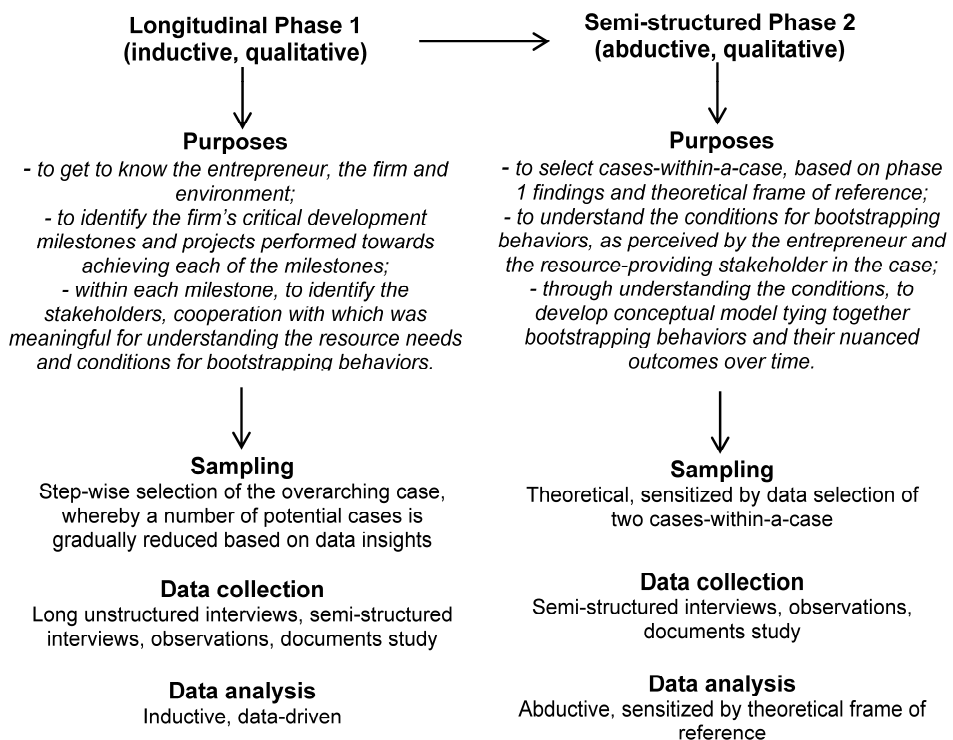 Longitudinal Phase 1
(inductive, qualitative)
Purposes
- to get to know the entrepreneur, the firm and
environment;
- to identify the firm's critical development
milestones and projects performed towards
achieving each of the milestones;
- within each milestone, to identify the
stakeholders, cooperation with which was
meaningful for understanding the resource needs
and conditions for bootstrapping behaviors.
Sampling
Step-wise selection of the overarching case,
whereby a number of potential cases is
gradually reduced based on data insights
Data collection
Long unstructured interviews, semi-structured
interviews, observations, documents study
Data analysis
Inductive, data-driven
Semi-structured Phase 2
(abductive, qualitative)
Purposes
- to select cases-within-a-case, based on phase
1 findings and theoretical frame of reference;
- to understand the conditions for bootstrapping
behaviors, as perceived by the entrepreneur and
the resource-providing stakeholder in the case;
- through understanding the conditions, to
develop conceptual model tying together
bootstrapping behaviors and their nuanced
outcomes over time.
Sampling
Theoretical, sensitized by data selection of
two cases-within-a-case
Data collection
Semi-structured interviews, observations,
documents study
Data analysis
Abductive, sensitized by theoretical frame of
reference